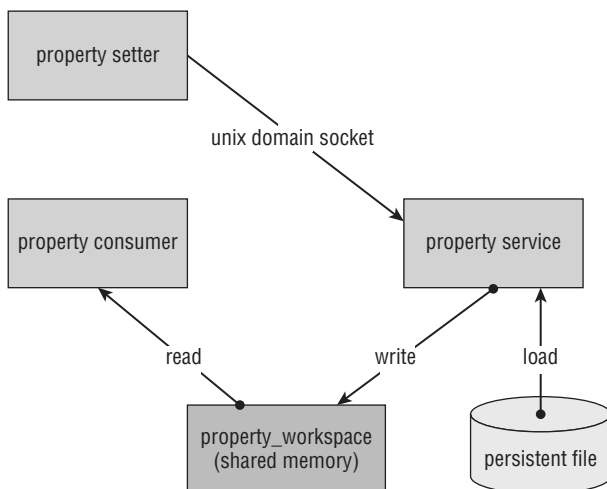 property setter
unix domain socket
property consumer
property service
read
write
load
property_workspace
(shared memory)
persistent file